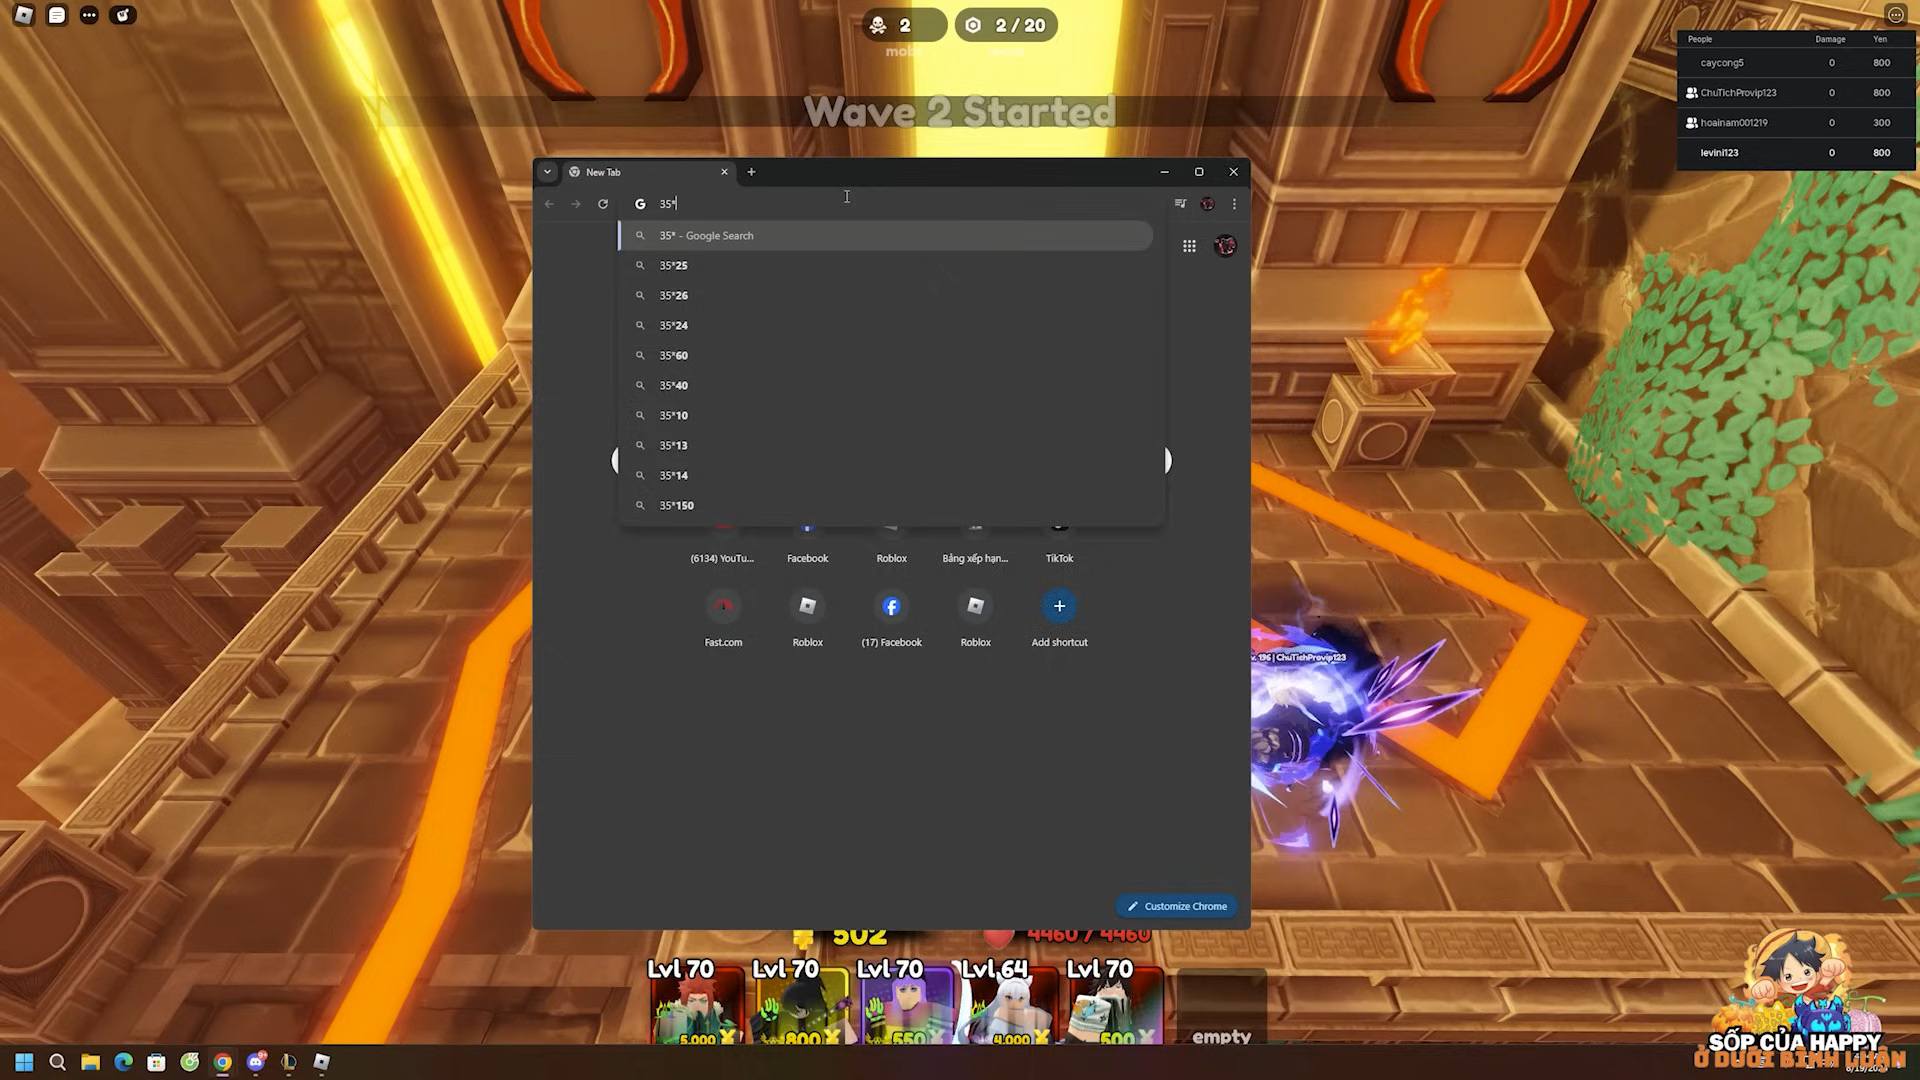 2
2 / 20
Wave 2 Started
People Damage Yen
caycong5 0 800
ChuTichProvip123 0 800
hoainam001219 0 300
levini123 0 800
New Tab
35*
35* - Google Search
35*25
35*26
35*24
35*60
35*40
35*10
35*13
35*14
35*150
(6134) YouTu...
Facebook
Roblox
Bảng xếp hạn...
TikTok
Fast.com
Roblox
(17) Facebook
Roblox
Add shortcut
196 | ChuTichProvip123
Customize Chrome
502
4460 / 4460
Lvl 70
Lvl 70
Lvl 70
Lvl 64
Lvl 70
5,000
800
550
4,000
500
empty
SỐP CỦA HAPPY
Ở DƯỚI BÌNH LUẬN